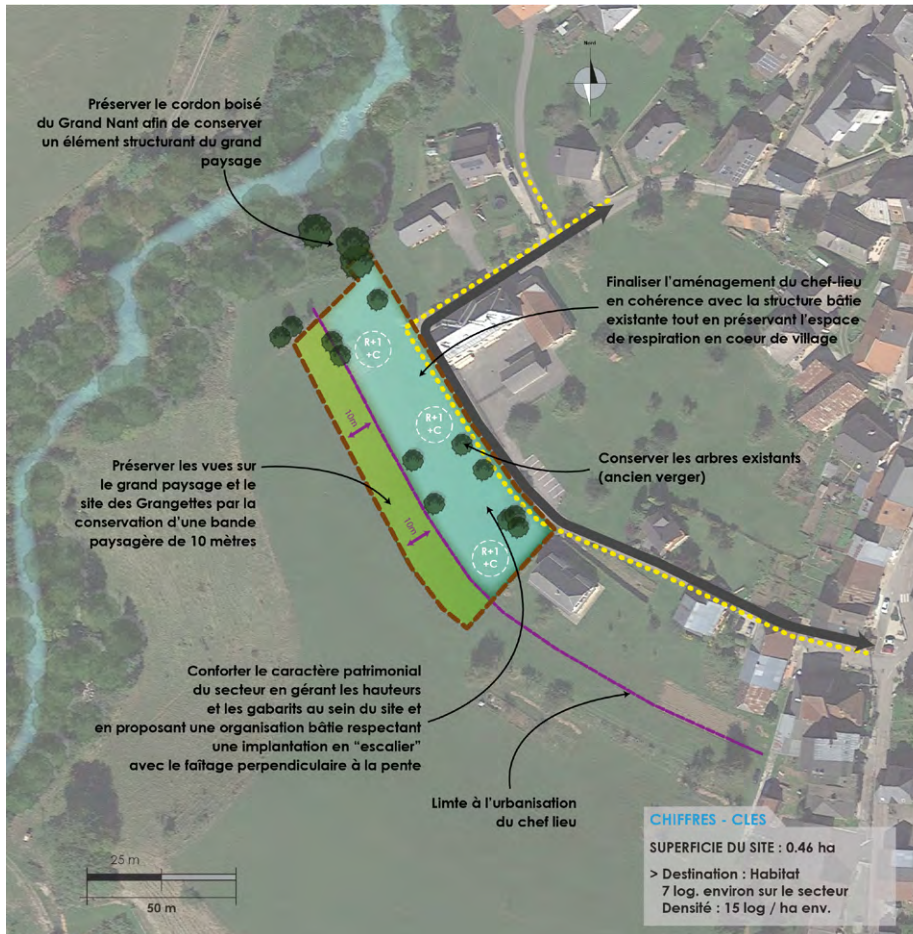 Nord
Préserver le cordon boisé
du Grand Nant afin de conserver
un élément structurant du grand
paysage
Finaliser l'aménagement du chef-lieu
en cohérence avec la structure bâtie
existante tout en préservant l'espace
de respiration en coeur de village
R+1
+C
10m
R+1
+C
Conserver les arbres existants
(ancien verger)
Préserver les vues sur
le grand paysage et le
site des Grangettes par la
conservation d'une bande
paysagère de 10 mètres
10m
R+1
+C
Conforter le caractère patrimonial
du secteur en gérant les hauteurs
et les gabarits au sein du site et
en proposant une organisation bâtie respectant
une implantation en "escalier"
avec le faîtage perpendiculaire à la pente
Limte à l'urbanisation
du chef lieu
25 m
50 m
CHIFFRES - CLES
SUPERFICIE DU SITE : 0.46 ha
> Destination : Habitat
7 log. environ sur le secteur
Densité : 15 log / ha env.